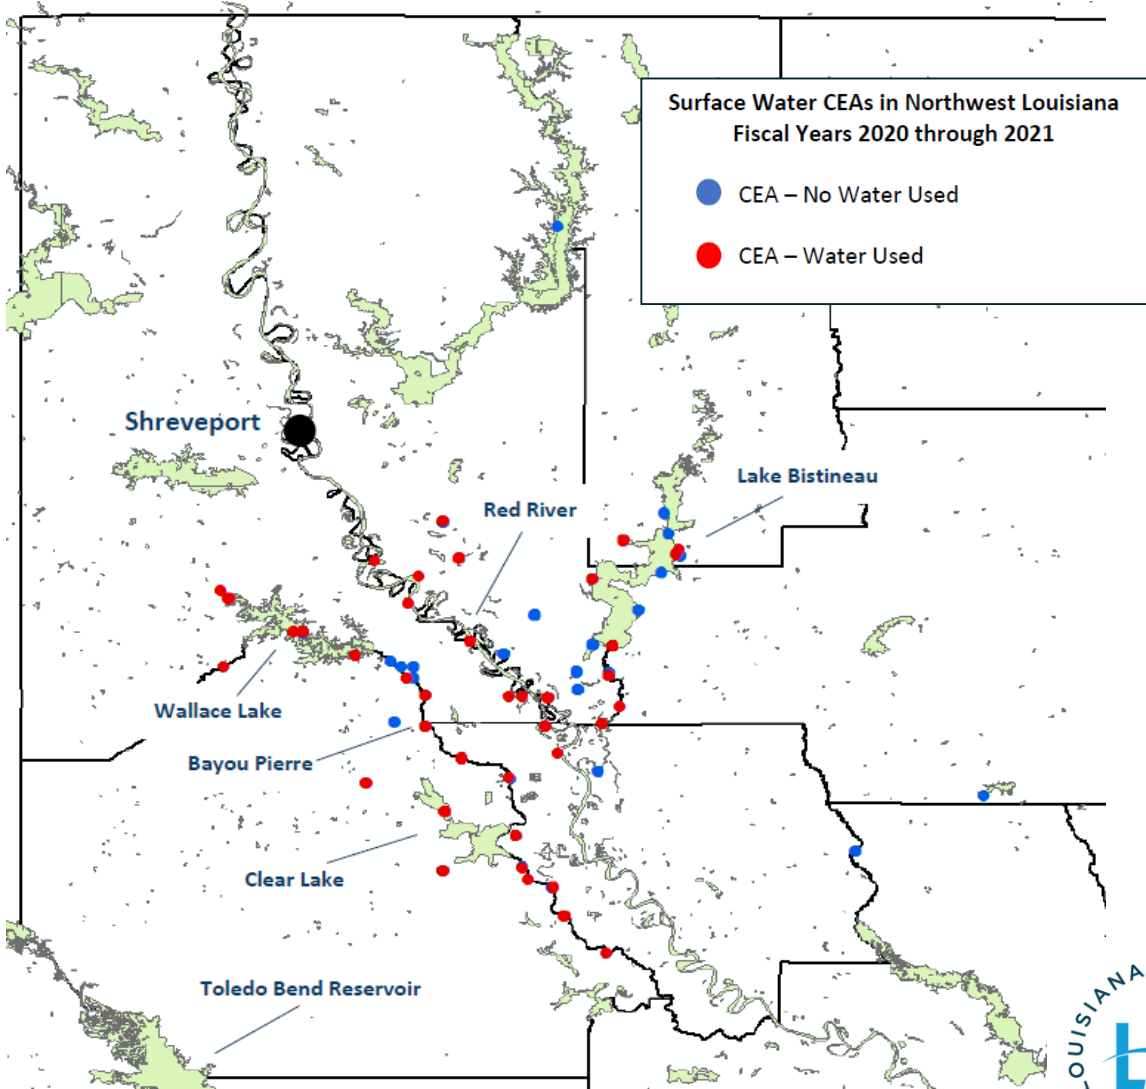 Surface Water CEAs in Northwest Louisiana
Fiscal Years 2020 through 2021
CEA – No Water Used
CEA – Water Used
Shreveport
Lake Bistineau
Red River
Wallace Lake
Bayou Pierre
Clear Lake
Toledo Bend Reservoir
LOUISIANA
L